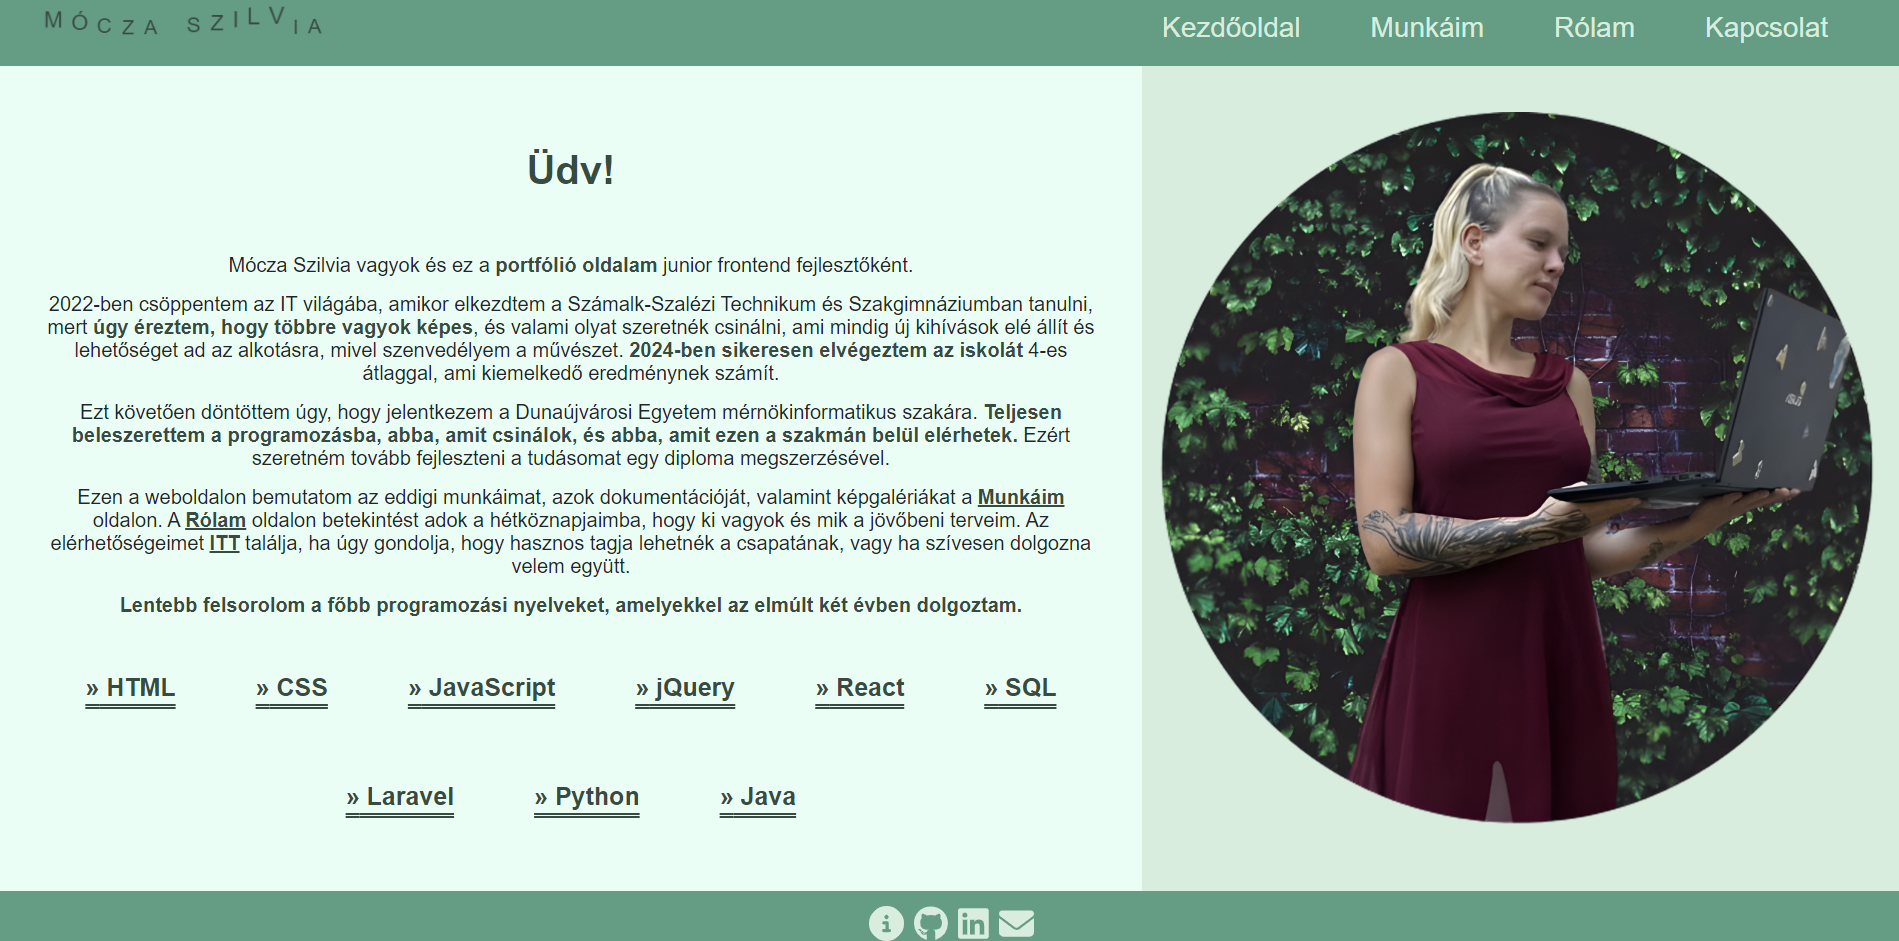 MÓCZA SZILVIA
Kezdőoldal Munkáim Rólam Kapcsolat
Üdv!
Mócza Szilvia vagyok és ez a portfólió oldalam junior frontend fejlesztőként.
2022-ben csöppentem az IT világába, amikor elkezdtem a Számalk-Szalézi Technikum és Szakgimnáziumban tanulni,
mert úgy éreztem, hogy többre vagyok képes, és valami olyat szeretnék csinálni, ami mindig új kihívások elé állít és
lehetőséget ad az alkotásra, mivel szenvedélyem a művészet. 2024-ben sikeresen elvégeztem az iskolát 4-es
átlaggal, ami kiemelkedő eredménynek számít.
Ezt követően döntöttem úgy, hogy jelentkezem a Dunaújvárosi Egyetem mérnökinformatikus szakára. Teljesen
beleszerettem a programozásba, abba, amit csinálok, és abba, amit ezen a szakmán belül elérhetek. Ezért
szeretném tovább fejleszteni a tudásomat egy diploma megszerzésével.
Ezen a weboldalon bemutatom az eddigi munkáimat, azok dokumentációját, valamint képgalériákat a Munkáim
oldalon. A Rólam oldalon betekintést adok a hétköznapjaimba, hogy ki vagyok és mik a jövőbeni terveim. Az
elérhetőségeimet ITT találja, ha úgy gondolja, hogy hasznos tagja lehetnék a csapatának, vagy ha szívesen dolgozna
velem együtt.
Lentebb felsorolom a főbb programozási nyelveket, amelyekkel az elmúlt két évben dolgoztam.
» HTML » CSS » JavaScript » jQuery » React » SQL
» Laravel » Python » Java
ASUS